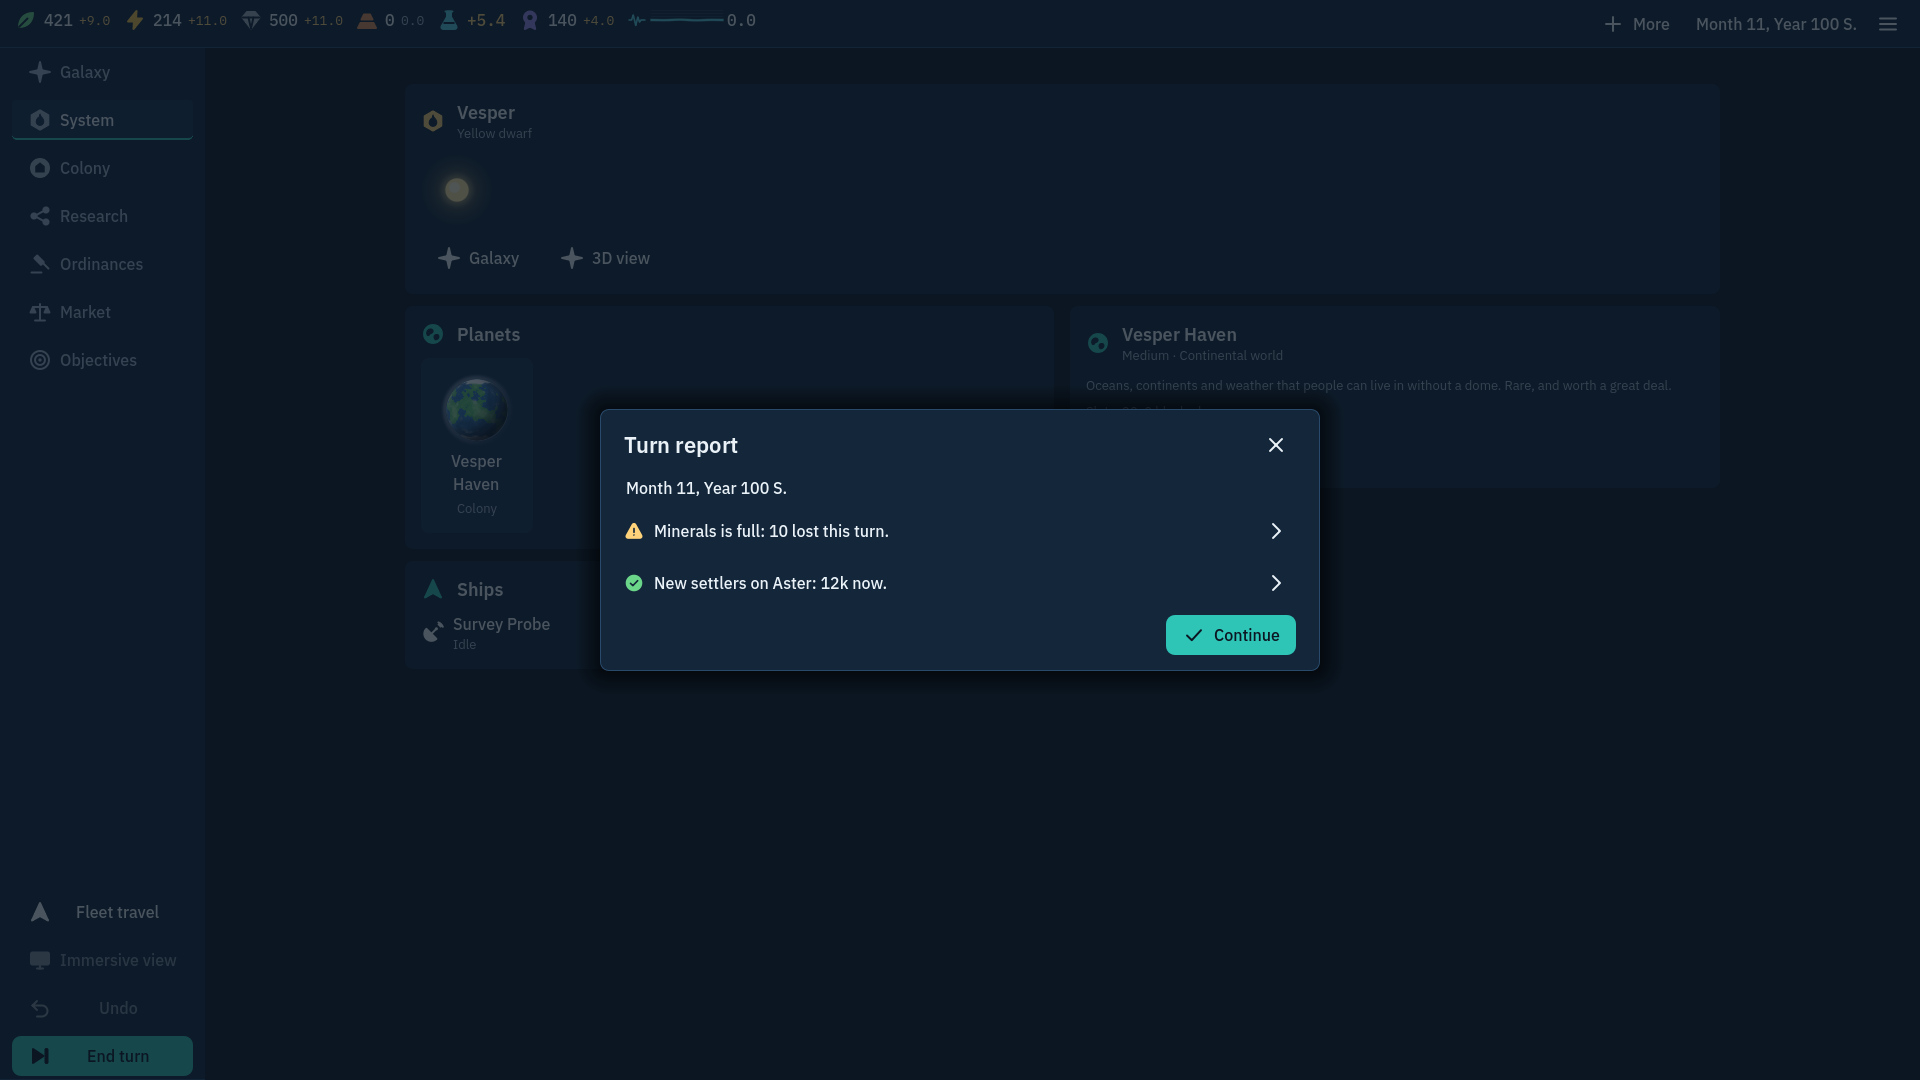 421 +9.0 214 +11.0 500 +11.0 0 0.0 +5.4 140 +4.0 0.0 More Month 11, Year 100 S.
Galaxy
System
Colony
Research
Ordinances
Market
Objectives
Vesper
Yellow dwarf
Galaxy 3D view
Planets
Vesper
Haven
Colony
Vesper Haven
Medium · Continental world
Oceans, continents and weather that people can live in without a dome. Rare, and worth a great deal.
Ships
Survey Probe
Idle
Turn report
Month 11, Year 100 S.
Minerals is full: 10 lost this turn.
New settlers on Aster: 12k now.
Continue
Fleet travel
Immersive view
Undo
End turn